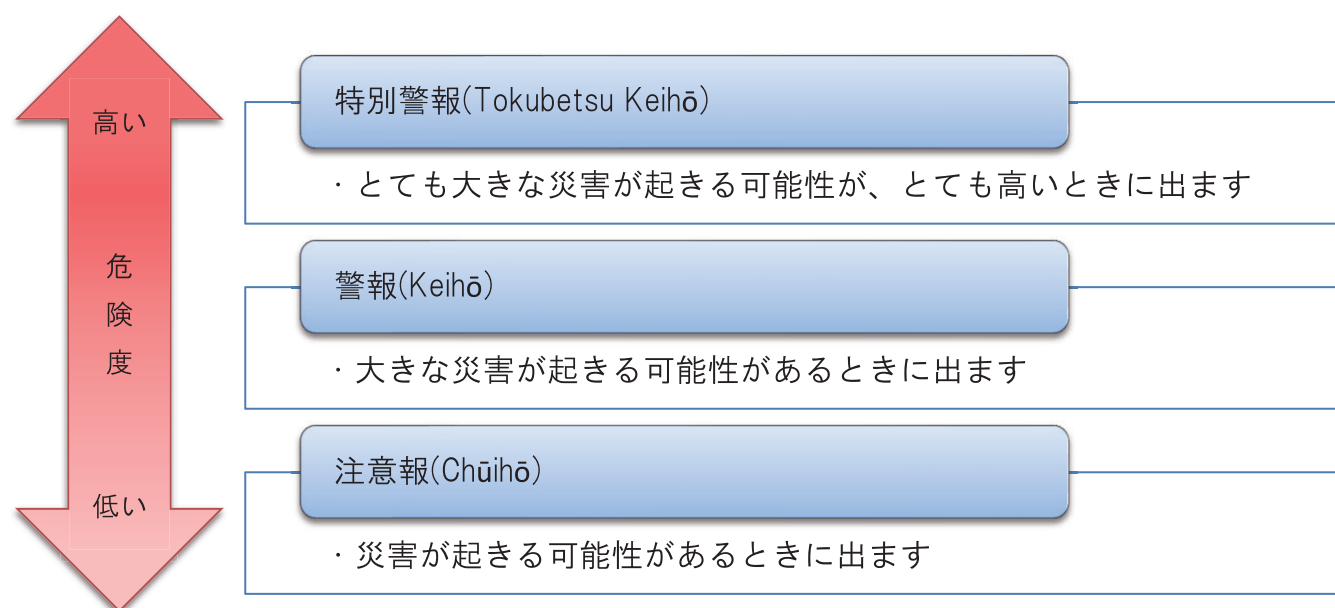 高い
危
険
度
低い
特別警報(Tokubetsu Keihō)
・とても大きな災害が起きる可能性が、とても高いときに出ます
警報(Keihō)
・大きな災害が起きる可能性があるときに出ます
注意報(Chūihō)
・災害が起きる可能性があるときに出ます